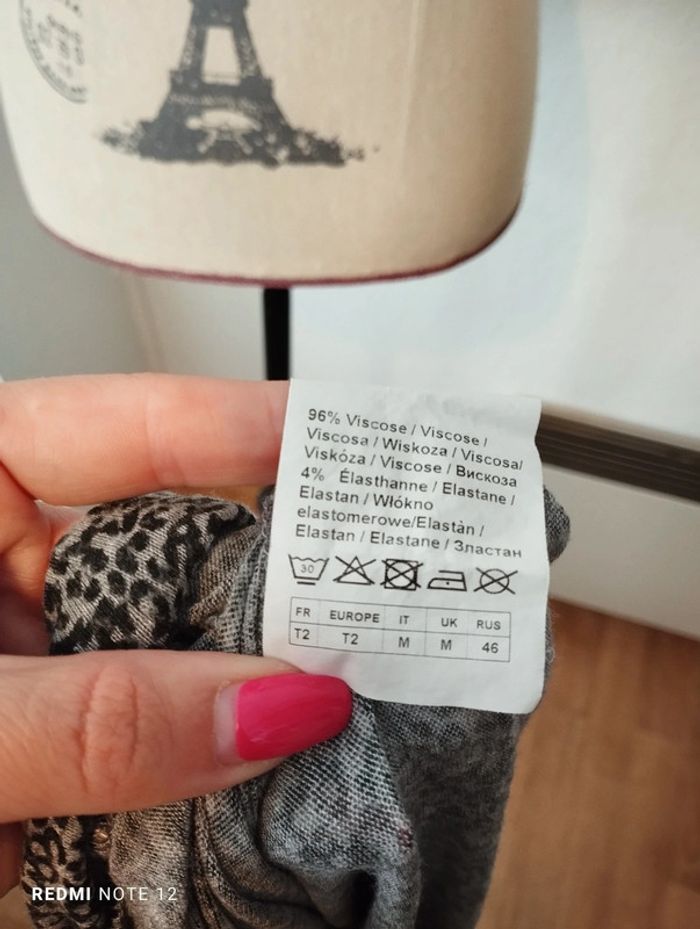 96% Viscose / Viscose /
Viscosa / Wiskoza / Viscosa/
Viskóza / Viscose / Вискоза
4% Élasthanne / Elastane /
Elastan / Włókno
elastomerowe/Elastàn /
Elastan / Elastane / Эластан
30
FR EUROPE IT UK RUS
T2 T2 M M 46
REDMI NOTE 12